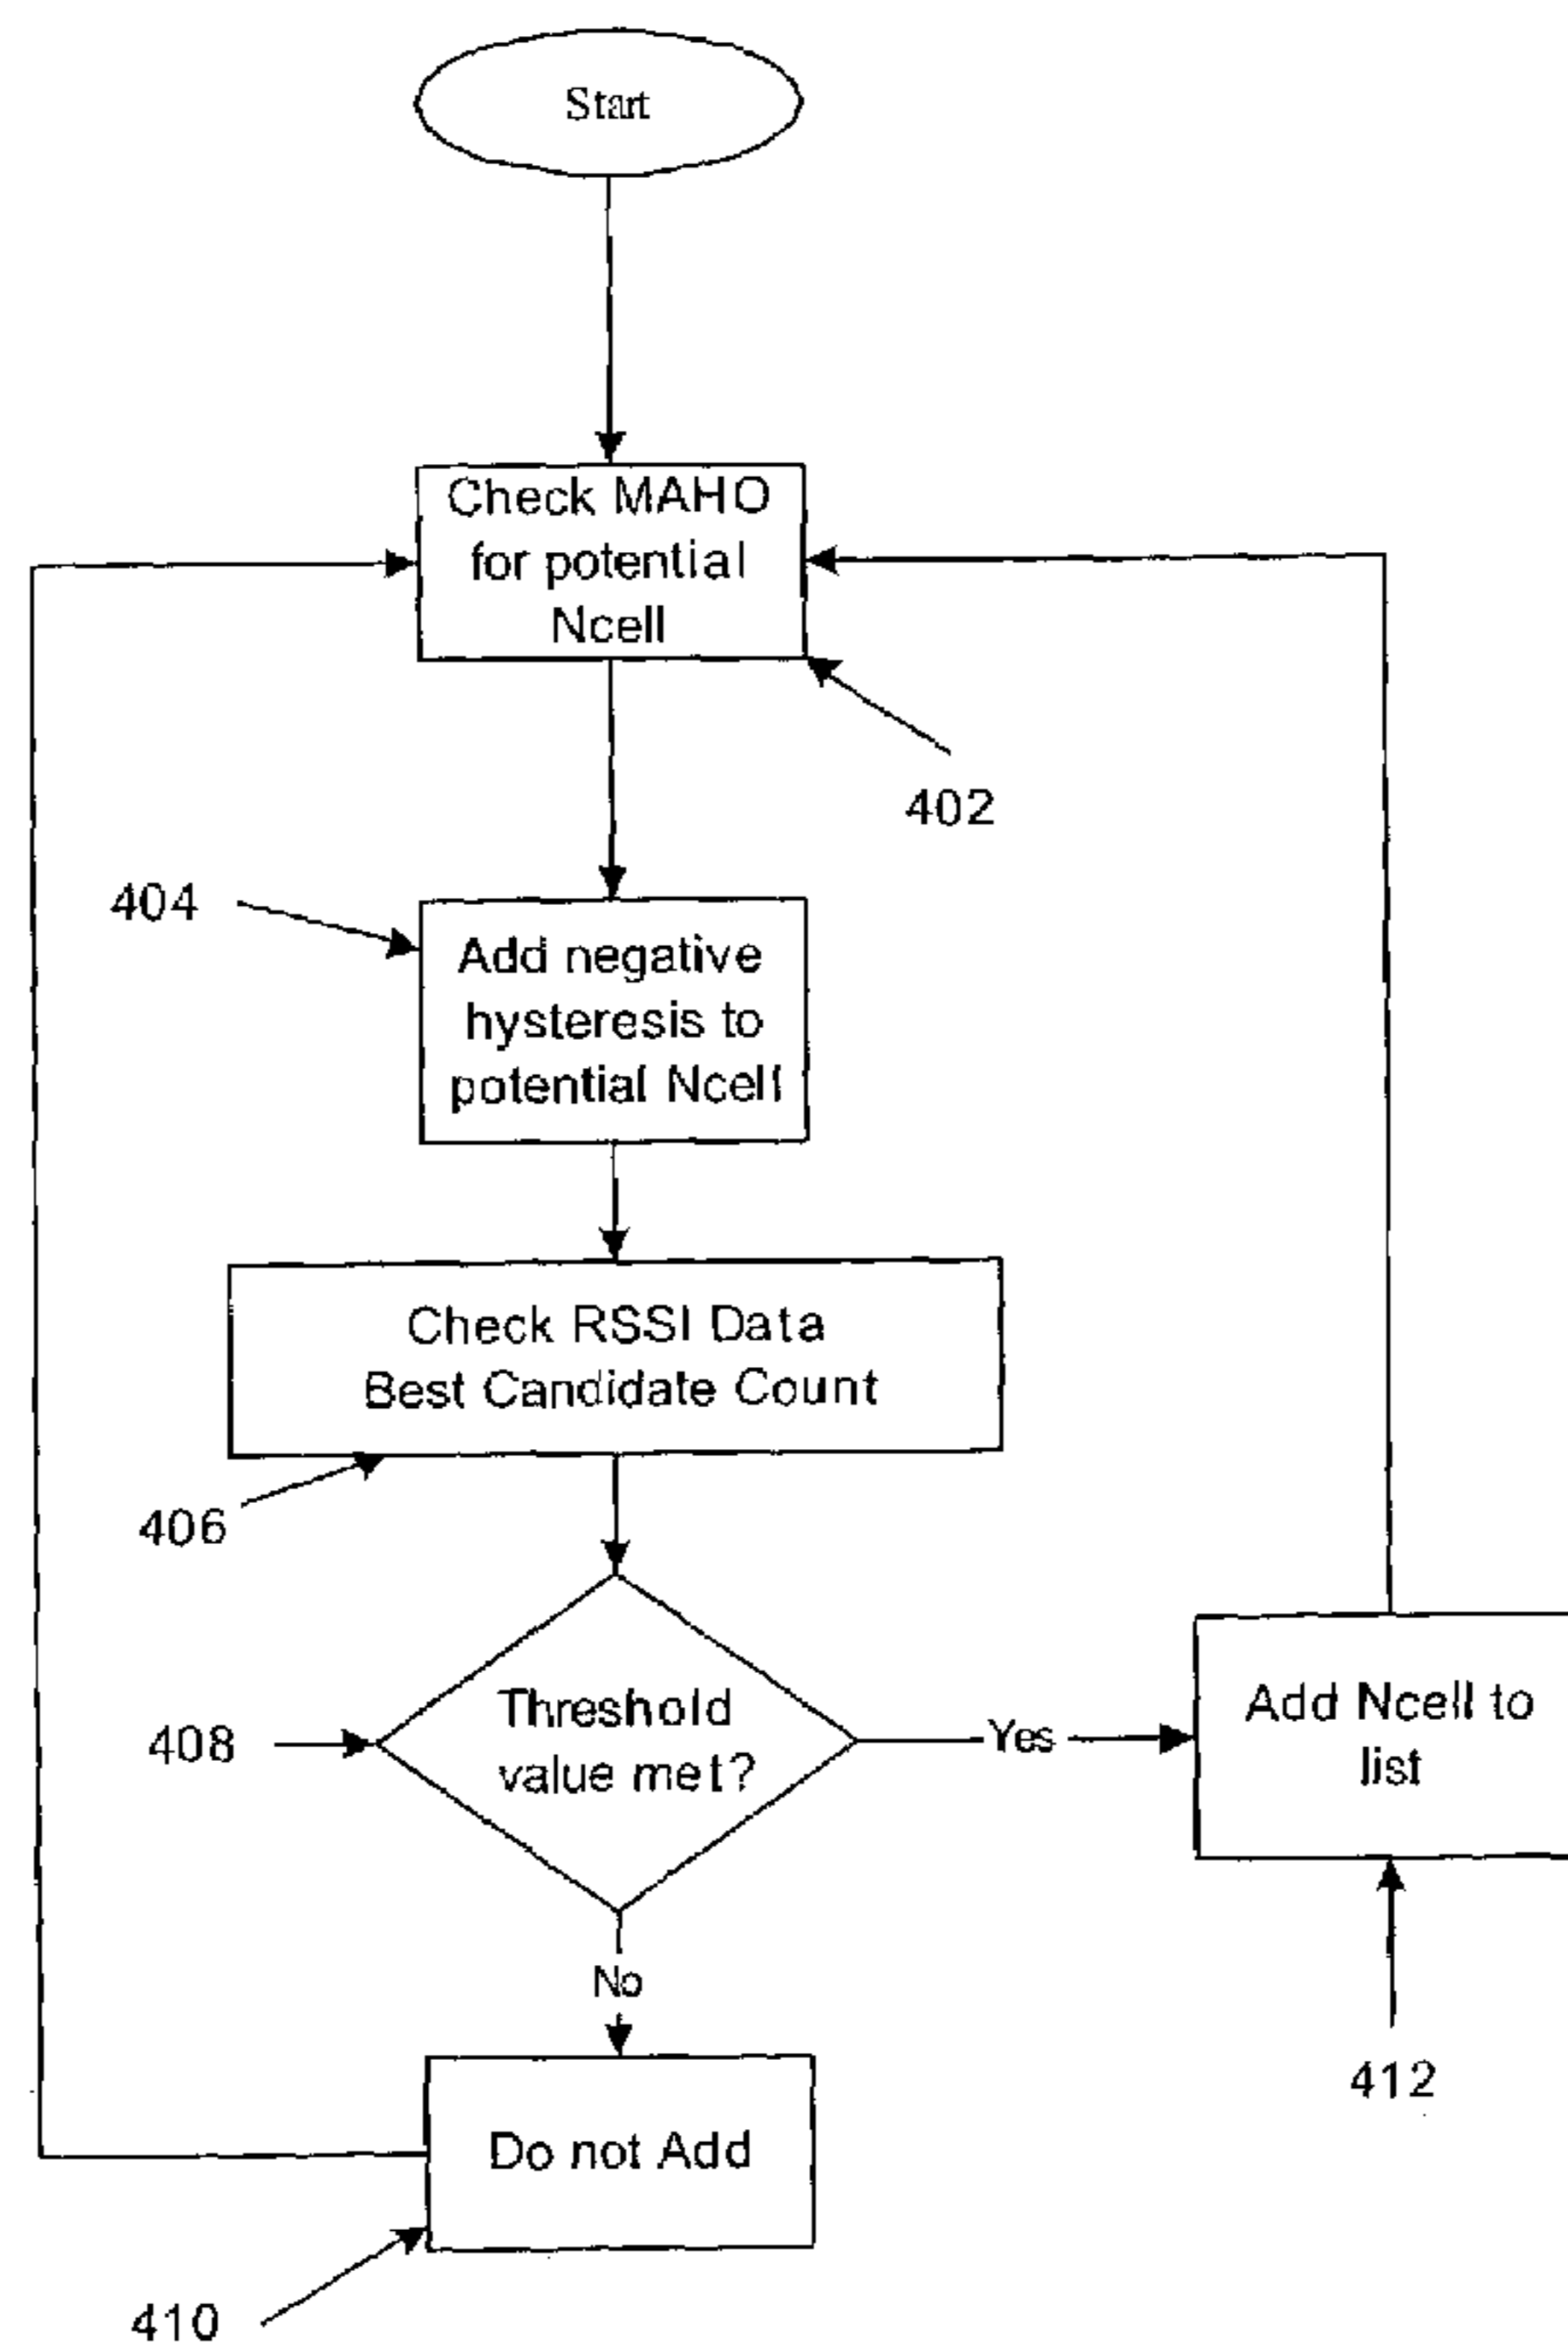 Start
Check MAHO
for potential
Ncell
402
404
Add negative
hysteresis to
potential Ncell
Check RSSI Data
Best Candidate Count
406
Threshold
value met?
408
Yes
Add Ncell to
list
No
412
Do not Add
410